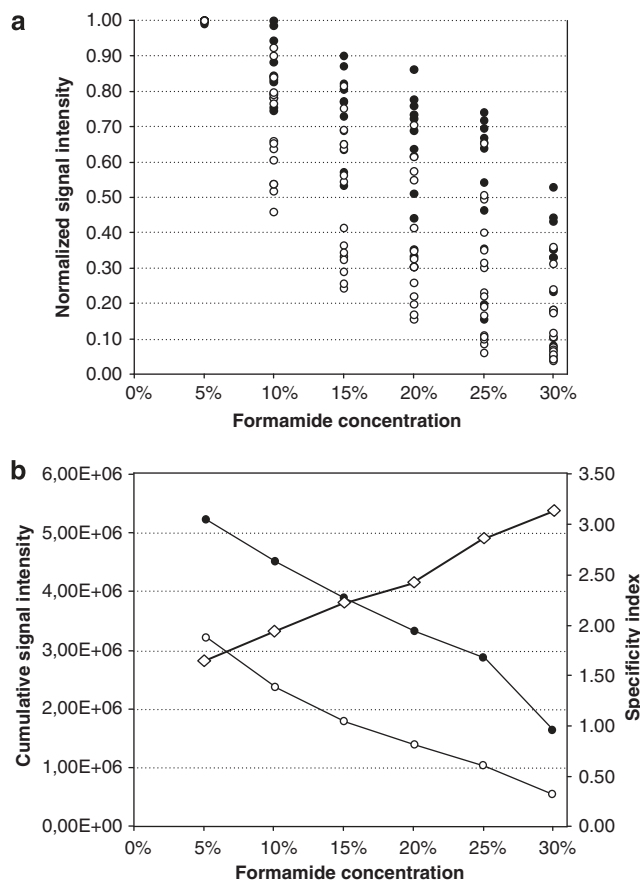 a
Normalized signal intensity
1.00
0.90
0.80
0.70
0.60
0.50
0.40
0.30
0.20
0.10
0.00
0% 5% 10% 15% 20% 25% 30%
Formamide concentration
b
Cumulative signal intensity
6,00E+06
5,00E+06
4,00E+06
3,00E+06
2,00E+06
1,00E+06
0,00E+00
3.50
3.00
2.50
2.00
1.50
1.00
0.50
0.00
Specificity index
0% 5% 10% 15% 20% 25% 30%
Formamide concentration